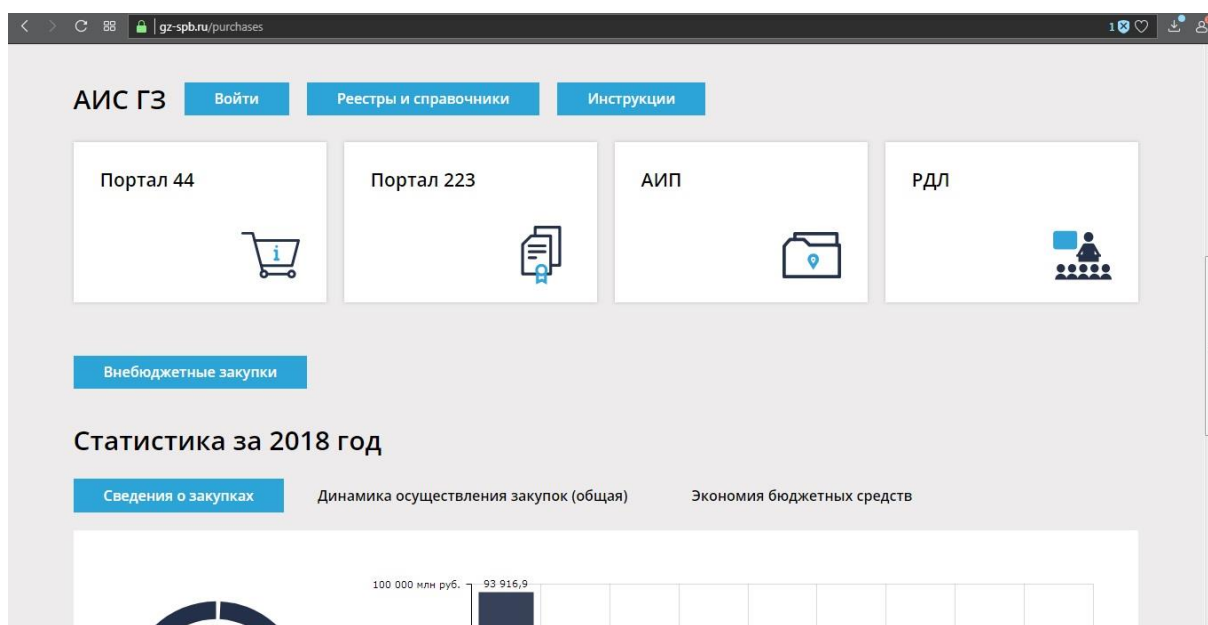 gz-spb.ru/purchases 1
АИС ГЗ Войти Реестры и справочники Инструкции
Портал 44 Портал 223 АИП РДЛ
i
Внебюджетные закупки
Статистика за 2018 год
Сведения о закупках Динамика осуществления закупок (общая) Экономия бюджетных средств
100 000 млн руб. 93 916,9